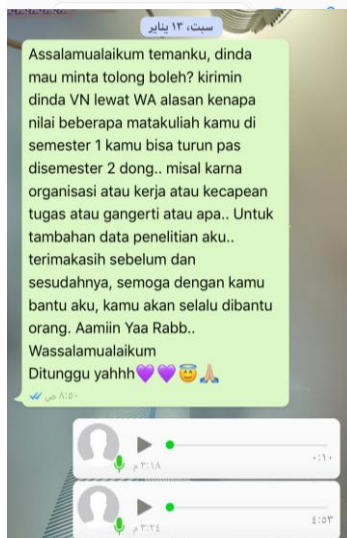 سبت، ١٣ يناير
Assalamualaikum temanku, dinda
mau minta tolong boleh? kirimin
dinda VN lewat WA alasan kenapa
nilai beberapa matakuliah kamu di
semester 1 kamu bisa turun pas
disemester 2 dong.. misal karna
organisasi atau kerja atau kecapean
tugas atau gangerti atau apa.. Untuk
tambahan data penelitian aku..
terimakasih sebelum dan
sesudahnya, semoga dengan kamu
bantu aku, kamu akan selalu dibantu
orang. Aamiin Yaa Rabb..
Wassalamualaikum
Ditunggu yahhh💜💜😇🙏🏼
٨:٥٠ ص
٠:١٠
٣:١٨ م
٤:٥٣
٣:٢٤ م